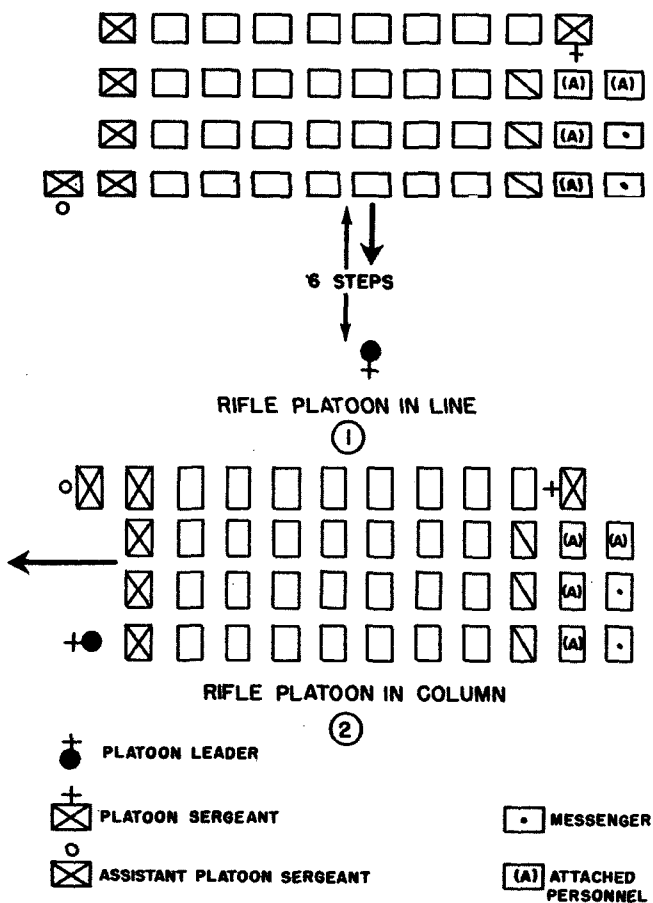 (A) (A)
(A)
(A)
6 STEPS
RIFLE PLATOON IN LINE
1
(A) (A)
(A)
(A)
RIFLE PLATOON IN COLUMN
2
PLATOON LEADER
PLATOON SERGEANT
MESSENGER
ASSISTANT PLATOON SERGEANT
(A) ATTACHED
PERSONNEL